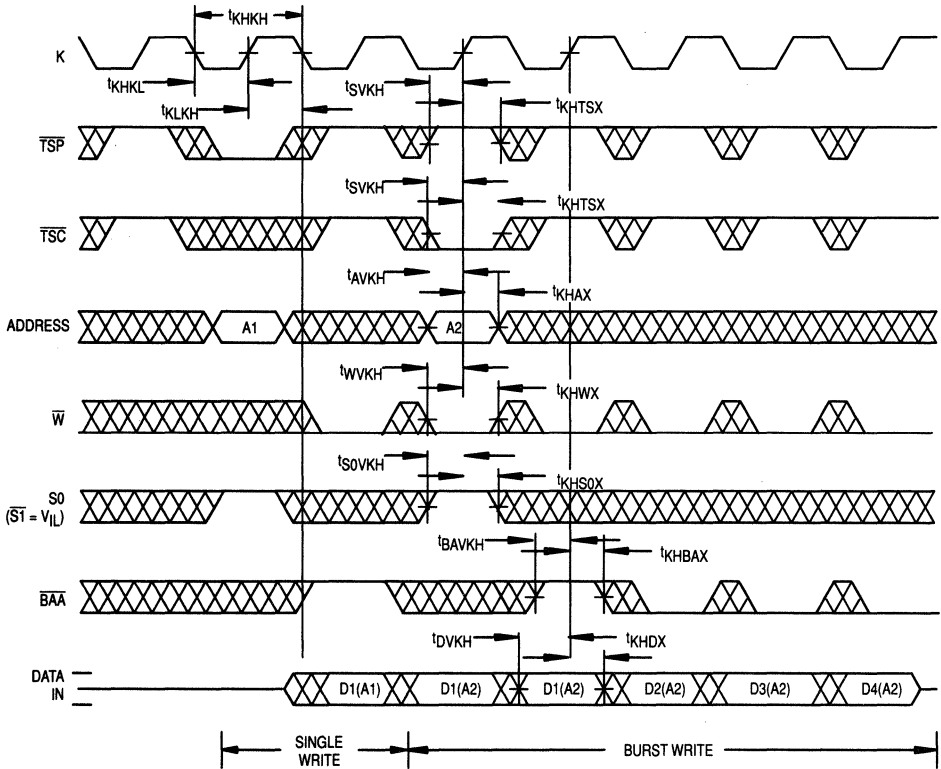 tKHKH
K
tKHKL
tSVKH
tKLKH
tKHTSX
TSP
tSVKH
tKHTSX
TSC
tAVKH
tKHAX
ADDRESS
A1
A2
tWVKH
tKHWX
W
tS0VKH
tKHS0X
S0
(S1 = VIL)
tBAVKH
tKHBAX
BAA
tDVKH
tKHDX
DATA
IN
D1(A1) D1(A2) D1(A2) D2(A2) D3(A2) D4(A2)
SINGLE
WRITE
BURST WRITE